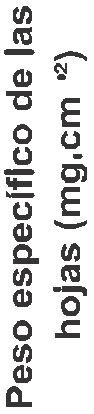 Peso específico de las
hojas (mg.cm⁻²)